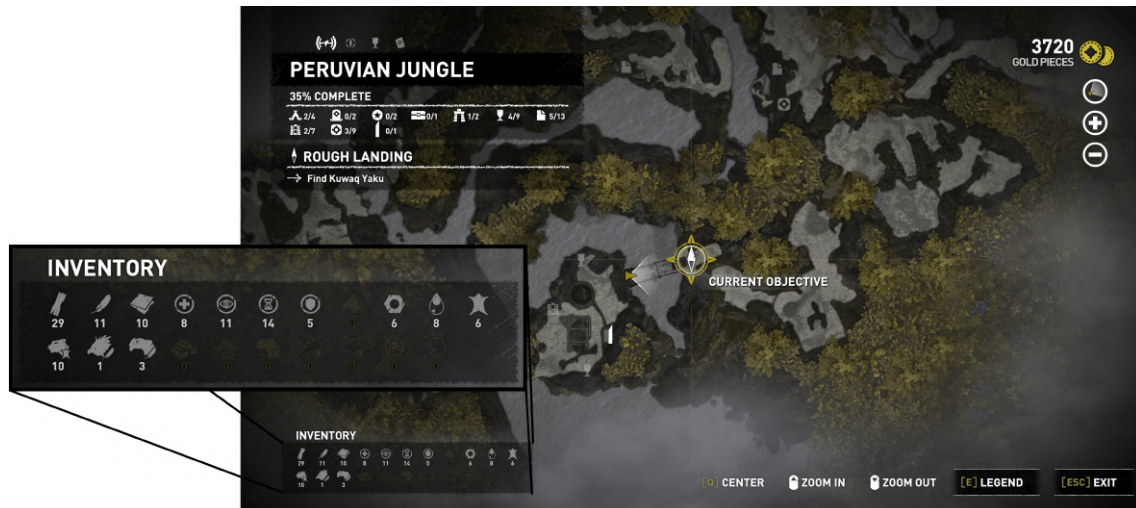 PERUVIAN JUNGLE
35% COMPLETE
2/4 0/2 0/2 0/1 1/2 4/9 5/13
2/7 3/9 0/1
ROUGH LANDING
Find Kuwaq Yaku
3720
GOLD PIECES
CURRENT OBJECTIVE
INVENTORY
29 11 10 8 11 14 5 6 8 6
10 1 3
INVENTORY
29 11 10 8 11 14 5 6 8 6
10 1 3
[Q] CENTER ZOOM IN ZOOM OUT [E] LEGEND [ESC] EXIT